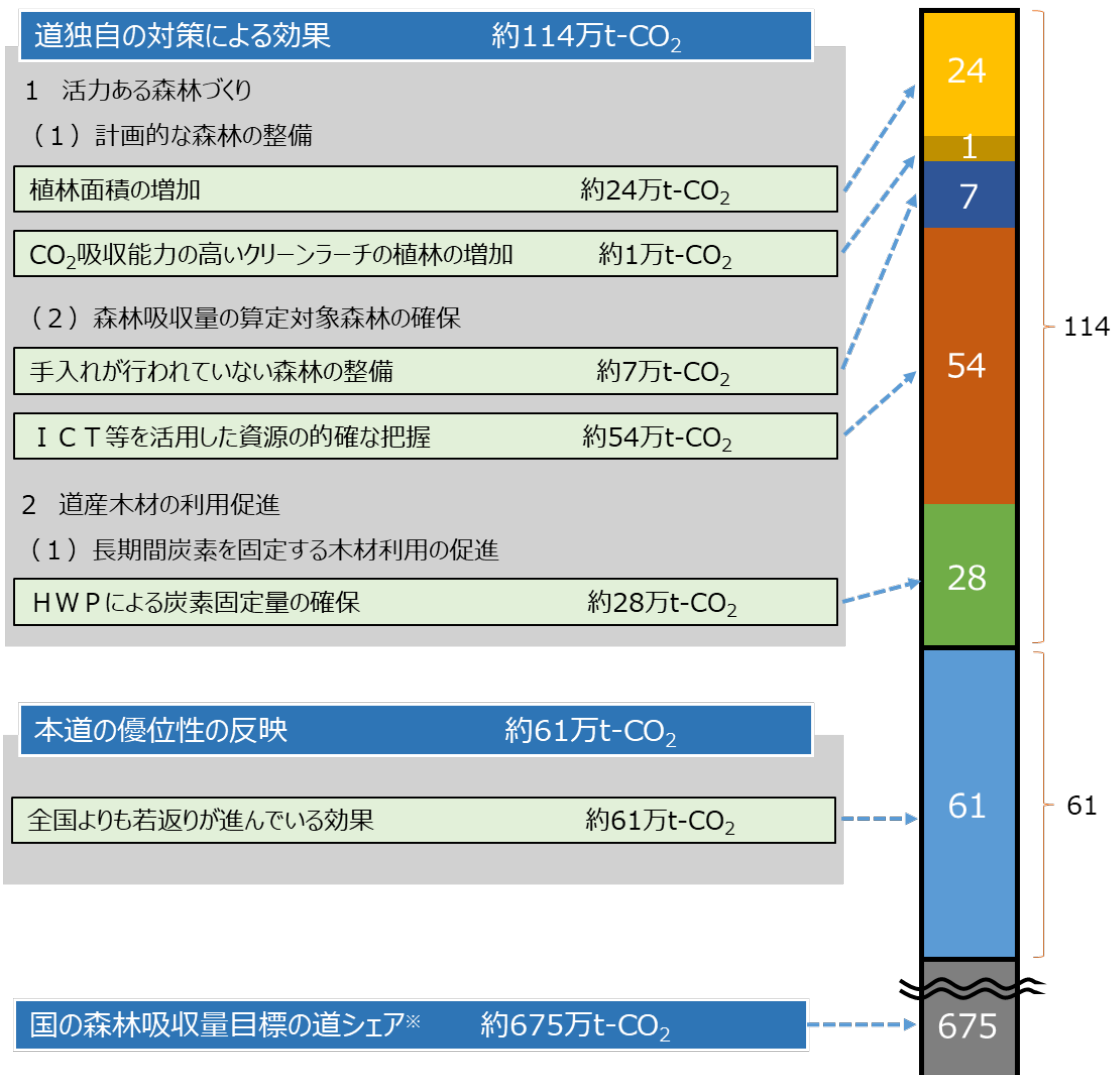 道独自の対策による効果 約114万t-CO₂
1 活力ある森林づくり
（1）計画的な森林の整備
植林面積の増加 約24万t-CO₂
CO₂吸収能力の高いクリーンラーチの植林の増加 約1万t-CO₂
（2）森林吸収量の算定対象森林の確保
手入れが行われていない森林の整備 約7万t-CO₂
ＩＣＴ等を活用した資源の的確な把握 約54万t-CO₂
2 道産木材の利用促進
（1）長期間炭素を固定する木材利用の促進
ＨＷＰによる炭素固定量の確保 約28万t-CO₂
本道の優位性の反映 約61万t-CO₂
全国よりも若返りが進んでいる効果 約61万t-CO₂
国の森林吸収量目標の道シェア※ 約675万t-CO₂
24
1
7
54
28
61
675
114
61